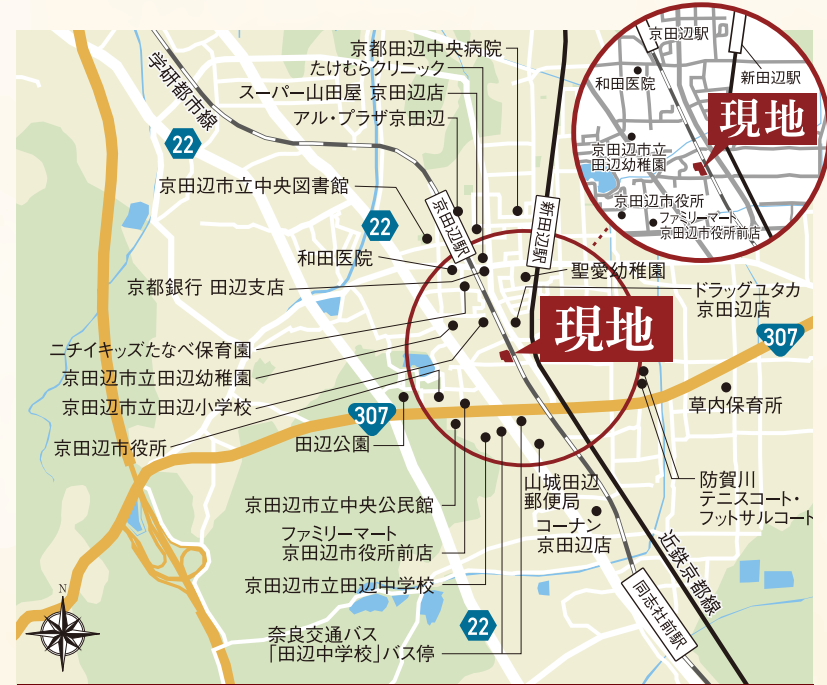 京都田辺中央病院
たけむらクリニック
スーパー山田屋 京田辺店
アル・プラザ京田辺
学研都市線
22
京田辺市立中央図書館
22
京田辺駅
新田辺駅
和田医院
京都銀行 田辺支店
聖愛幼稚園
ドラッグユタカ
京田辺店
現地
307
ニチイキッズたなべ保育園
京田辺市立田辺幼稚園
京田辺市立田辺小学校
京田辺市役所
307
田辺公園
草内保育所
山城田辺
郵便局
コーナン
京田辺店
防賀川
テニスコート・
フットサルコート
京田辺市立中央公民館
ファミリーマート
京田辺市役所前店
京田辺市立田辺中学校
奈良交通バス
「田辺中学校」バス停
22
近鉄京都線
同志社前駅
N
京田辺駅
新田辺駅
和田医院
現地
京田辺市立
田辺幼稚園
京田辺市役所
ファミリーマート
京田辺市役所前店